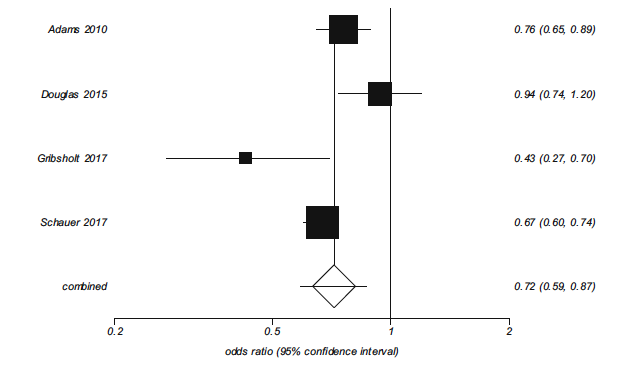 Adams 2010 0.76 (0.65, 0.89)
Douglas 2015 0.94 (0.74, 1.20)
Gribsholt 2017 0.43 (0.27, 0.70)
Schauer 2017 0.67 (0.60, 0.74)
combined 0.72 (0.59, 0.87)
0.2 0.5 1 2
odds ratio (95% confidence interval)